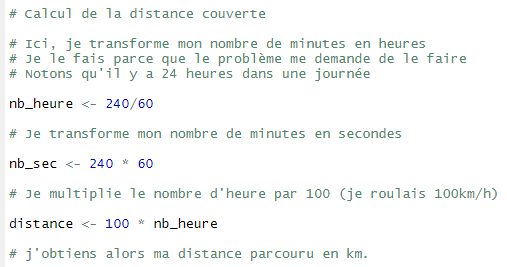 # Calcul de la distance couverte
# Ici, je transforme mon nombre de minutes en heures
# Je le fais parce que le problème me demande de le faire
# Notons qu'il y a 24 heures dans une journée
nb_heure <- 240/60
# Je transforme mon nombre de minutes en secondes
nb_sec <- 240 * 60
# Je multiplie le nombre d'heure par 100 (je roulais 100km/h)
distance <- 100 * nb_heure
# j'obtiens alors ma distance parcouru en km.